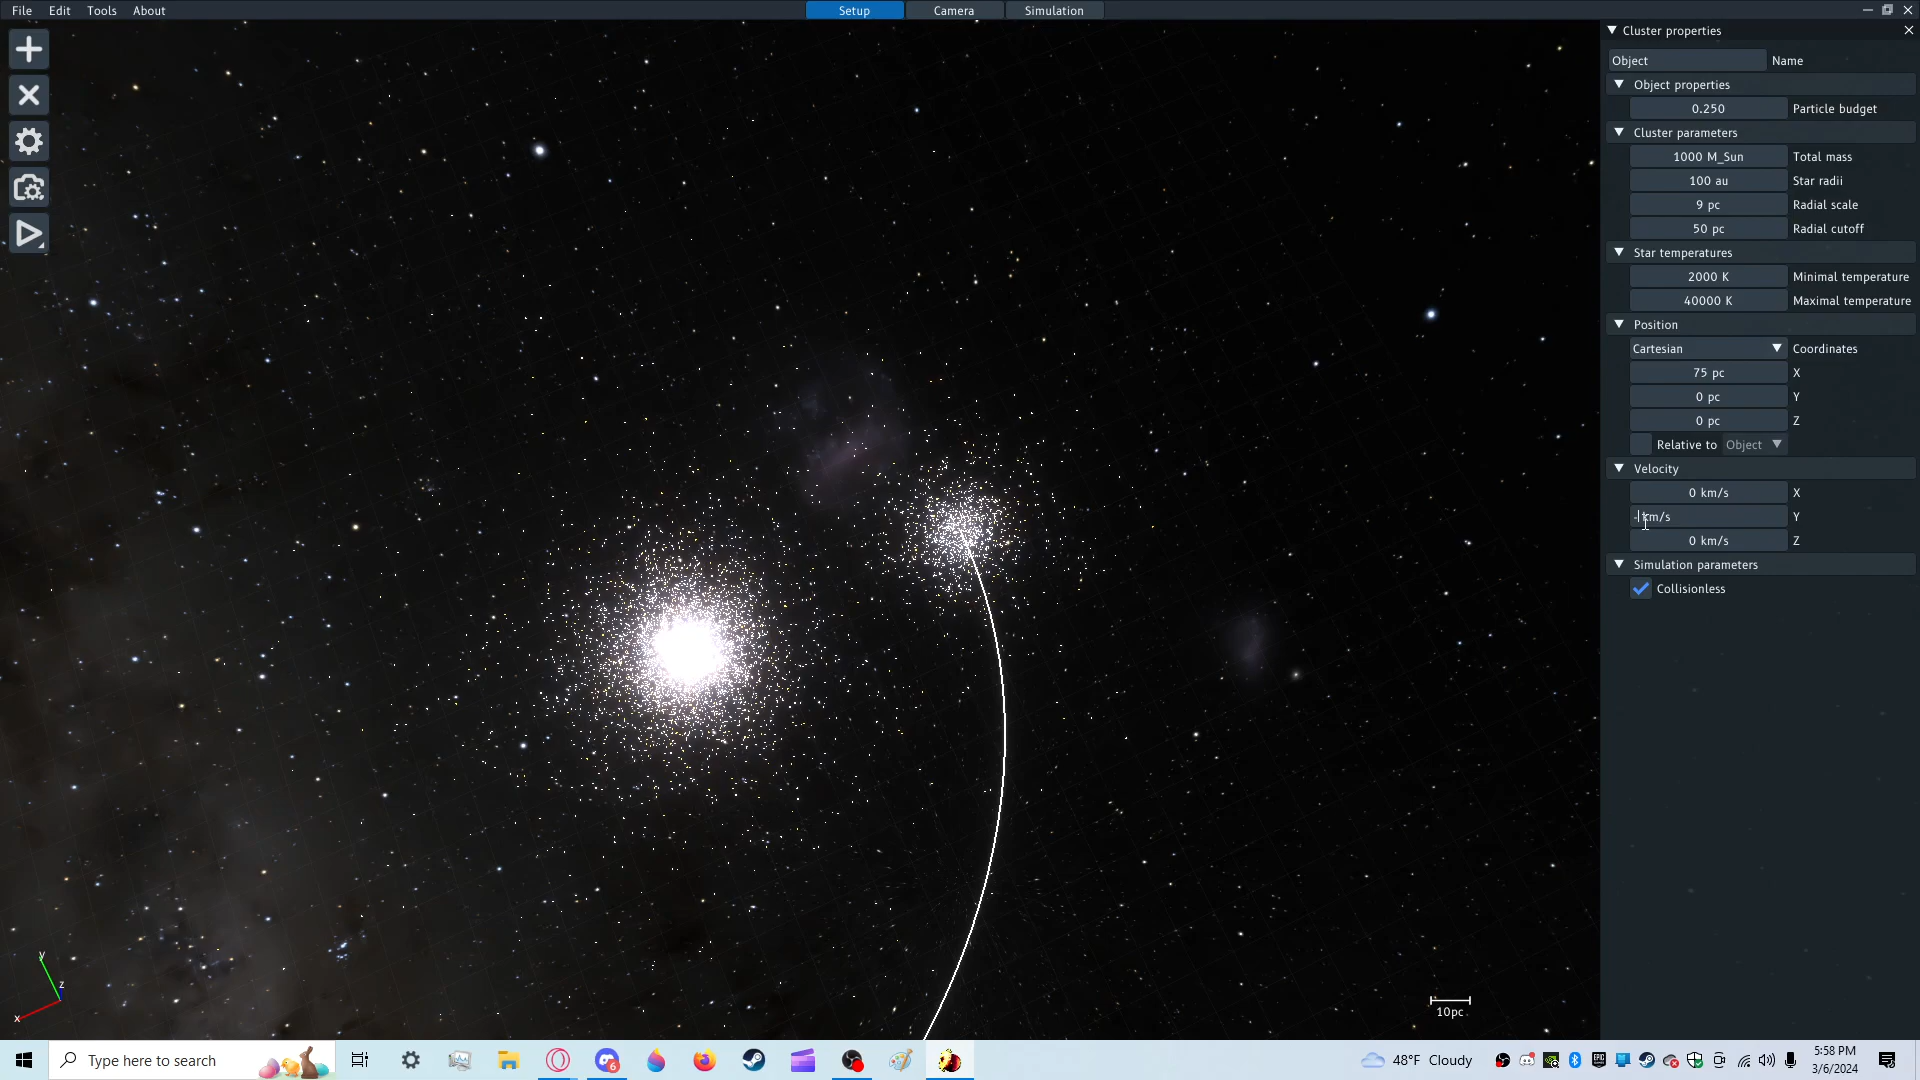 File Edit Tools About Setup Camera Simulation
Cluster properties
Object Name
Object properties
0.250 Particle budget
Cluster parameters
1000 M_Sun Total mass
100 au Star radii
9 pc Radial scale
50 pc Radial cutoff
Star temperatures
2000 K Minimal temperature
40000 K Maximal temperature
Position
Cartesian Coordinates
75 pc X
0 pc Y
0 pc Z
Relative to Object
Velocity
0 km/s X
- km/s Y
0 km/s Z
Simulation parameters
Collisionless
y
z
x
10pc
Type here to search
6
48°F Cloudy
EPIC
5:58 PM
3/6/2024